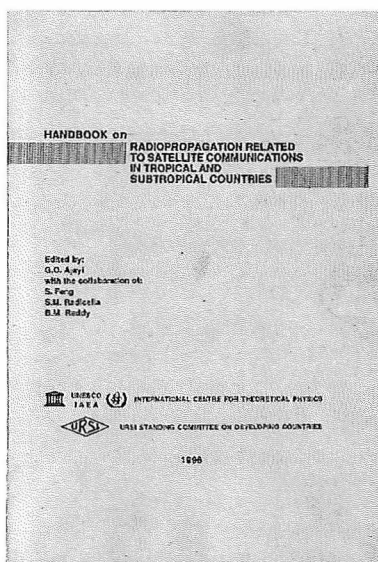 HANDBOOK on
RADIOPROPAGATION RELATED
TO SATELLITE COMMUNICATIONS
IN TROPICAL AND
SUBTROPICAL COUNTRIES
Edited by:
G.O. Ajayi
with the collaboration of:
S. Feng
S.M. Radicella
B.M. Reddy
UNESCO
IAEA
INTERNATIONAL CENTRE FOR THEORETICAL PHYSICS
URSI
URSI STANDING COMMITTEE ON DEVELOPING COUNTRIES
1996